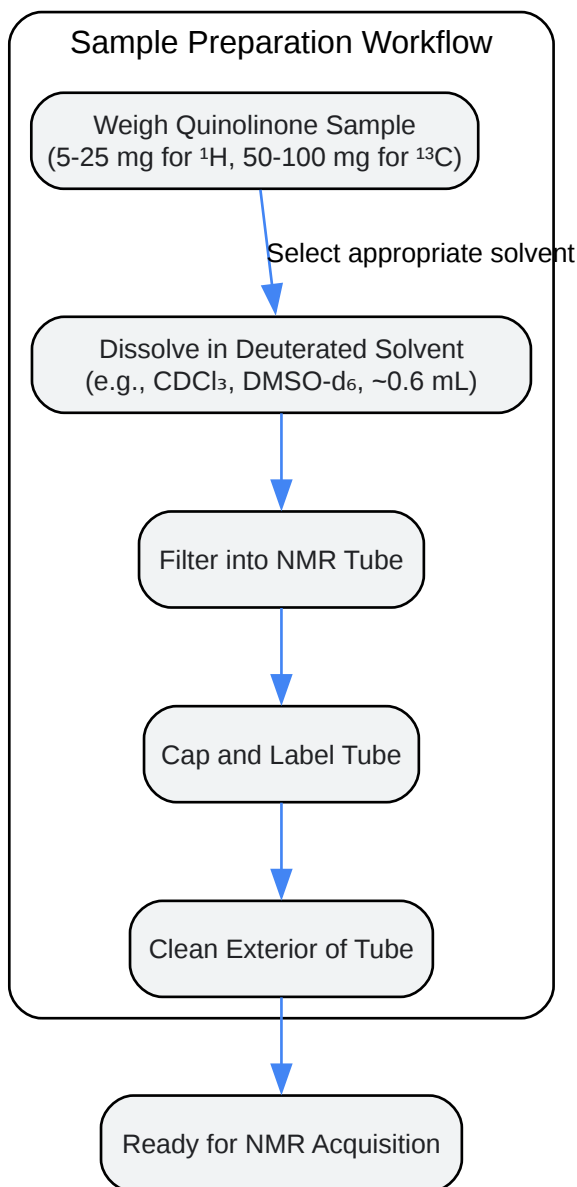 Sample Preparation Workflow
Weigh Quinolinone Sample
(5-25 mg for ¹H, 50-100 mg for ¹³C)
Select appropriate solvent
Dissolve in Deuterated Solvent
(e.g., CDCl₃, DMSO-d₆, ~0.6 mL)
Filter into NMR Tube
Cap and Label Tube
Clean Exterior of Tube
Ready for NMR Acquisition